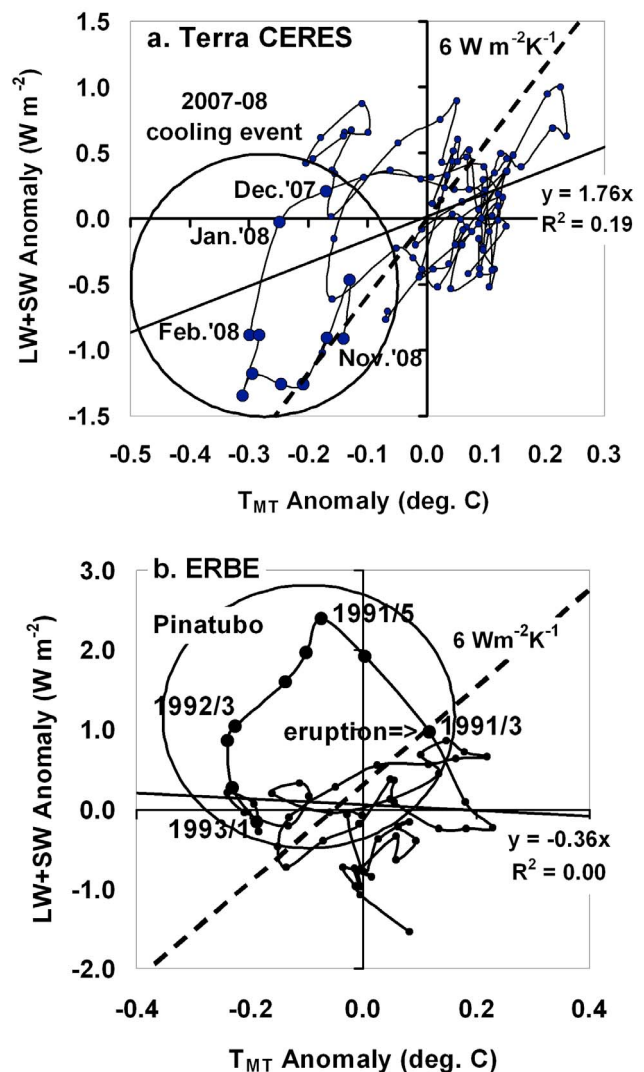 a. Terra CERES
6 W m⁻²K⁻¹
2007-08
cooling event
Dec.'07
Jan.'08
Feb.'08
Nov.'08
y = 1.76x
R² = 0.19
LW+SW Anomaly (W m⁻²)
1.5
1.0
0.5
0.0
-0.5
-1.0
-1.5
-0.5 -0.4 -0.3 -0.2 -0.1 0.0 0.1 0.2 0.3
T_MT Anomaly (deg. C)
b. ERBE
Pinatubo
1991/5
6 Wm⁻²K⁻¹
1992/3
eruption=>
1991/3
1993/1
y = -0.36x
R² = 0.00
LW+SW Anomaly (W m⁻²)
3.0
2.0
1.0
0.0
-1.0
-2.0
-0.4 -0.2 0.0 0.2 0.4
T_MT Anomaly (deg. C)